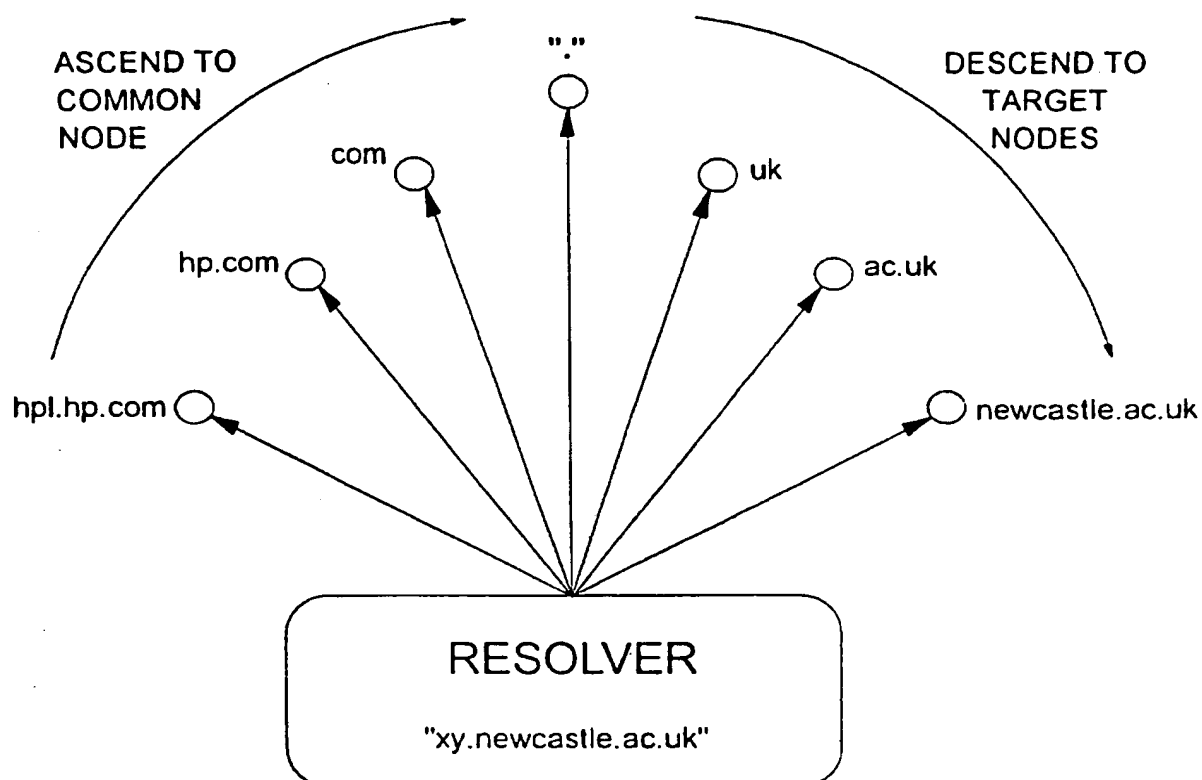 "."
ASCEND TO
COMMON
NODE
DESCEND TO
TARGET
NODES
com
uk
hp.com
ac.uk
hpl.hp.com
newcastle.ac.uk
RESOLVER
"xy.newcastle.ac.uk"